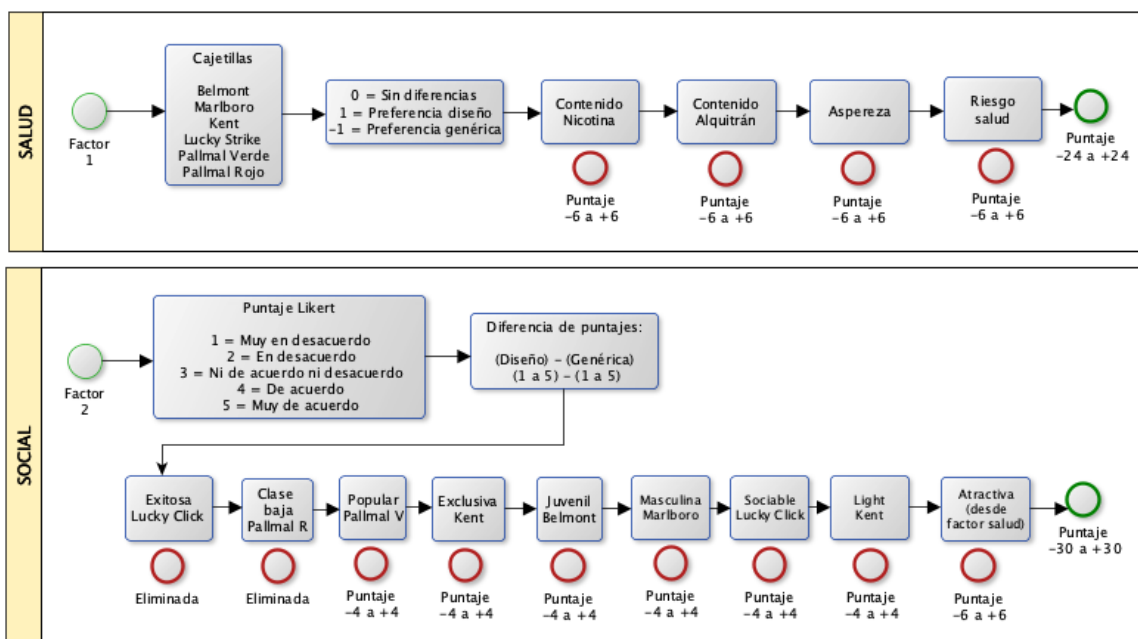 SALUD
Factor
1
Cajetillas
Belmont
Marlboro
Kent
Lucky Strike
Pallmal Verde
Pallmal Rojo
0 = Sin diferencias
1 = Preferencia diseño
-1 = Preferencia genérica
Contenido
Nicotina
Puntaje
-6 a +6
Contenido
Alquitrán
Puntaje
-6 a +6
Aspereza
Puntaje
-6 a +6
Riesgo
salud
Puntaje
-6 a +6
Puntaje
-24 a +24
SOCIAL
Factor
2
Puntaje Likert
1 = Muy en desacuerdo
2 = En desacuerdo
3 = Ni de acuerdo ni desacuerdo
4 = De acuerdo
5 = Muy de acuerdo
Diferencia de puntajes:
(Diseño) - (Genérica)
(1 a 5) - (1 a 5)
Exitosa
Lucky Click
Eliminada
Clase
baja
Pallmal R
Eliminada
Popular
Pallmal V
Puntaje
-4 a +4
Exclusiva
Kent
Puntaje
-4 a +4
Juvenil
Belmont
Puntaje
-4 a +4
Masculina
Marlboro
Puntaje
-4 a +4
Sociable
Lucky Click
Puntaje
-4 a +4
Light
Kent
Puntaje
-4 a +4
Atractiva
(desde
factor salud)
Puntaje
-6 a +6
Puntaje
-30 a +30